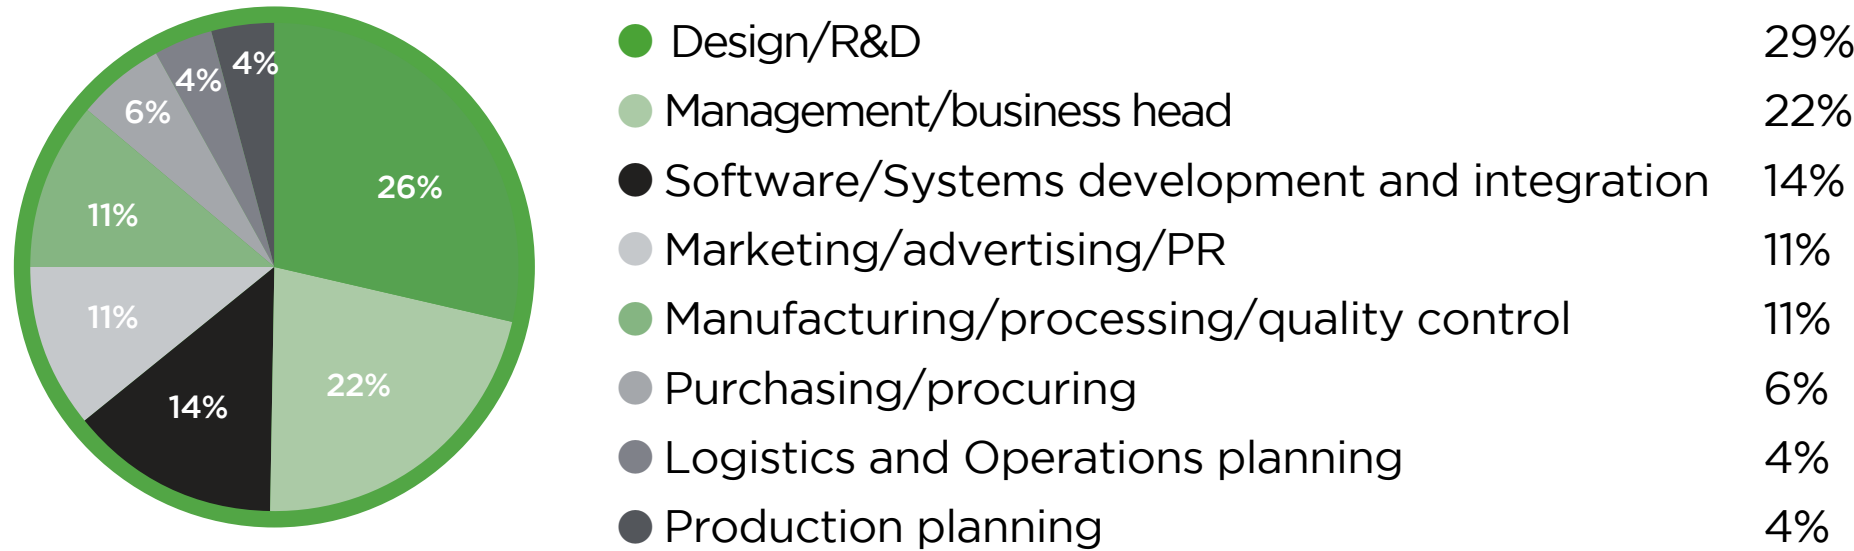 4%
4%
6%
26%
11%
11%
22%
14%
Design/R&D 29%
Management/business head 22%
Software/Systems development and integration 14%
Marketing/advertising/PR 11%
Manufacturing/processing/quality control 11%
Purchasing/procuring 6%
Logistics and Operations planning 4%
Production planning 4%